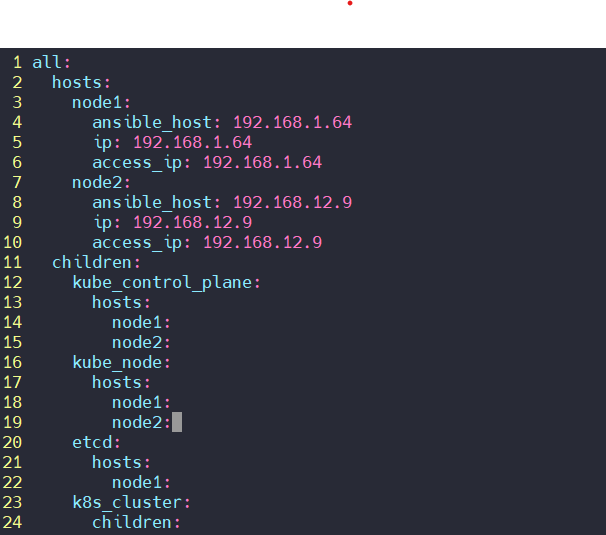 1 all:
2   hosts:
3     node1:
4       ansible_host: 192.168.1.64
5       ip: 192.168.1.64
6       access_ip: 192.168.1.64
7     node2:
8       ansible_host: 192.168.12.9
9       ip: 192.168.12.9
10       access_ip: 192.168.12.9
11   children:
12     kube_control_plane:
13       hosts:
14         node1:
15         node2:
16     kube_node:
17       hosts:
18         node1:
19         node2:
20     etcd:
21       hosts:
22         node1:
23     k8s_cluster:
24       children: